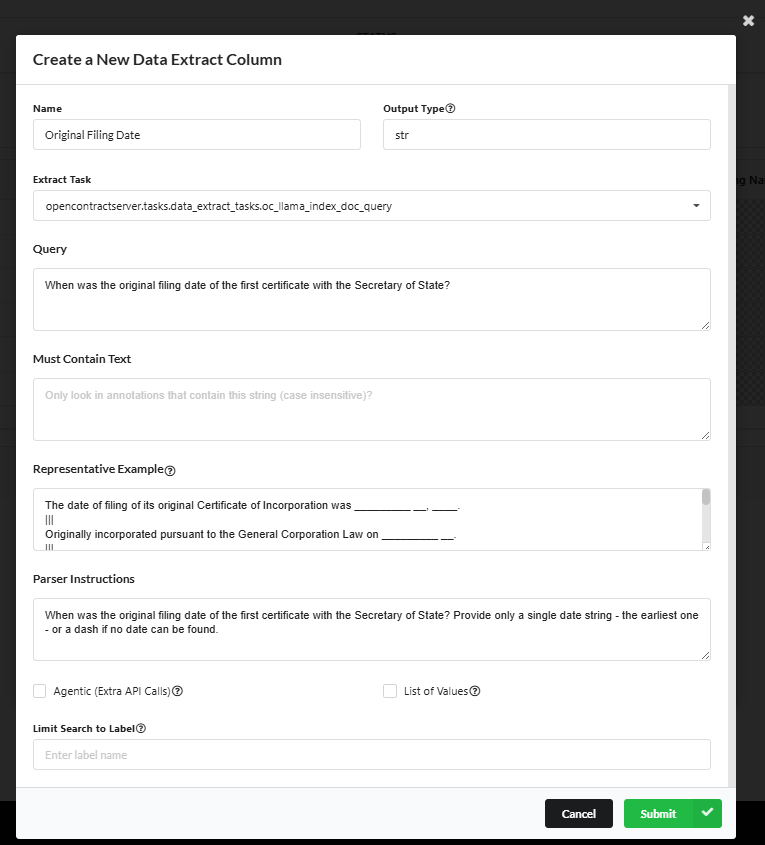 Create a New Data Extract Column
Name
Output Type
Original Filing Date
str
Extract Task
opencontractserver.tasks.data_extract_tasks.oc_llama_index_doc_query
Query
When was the original filing date of the first certificate with the Secretary of State?
Must Contain Text
Only look in annotations that contain this string (case insensitive)?
Representative Example
The date of filing of its original Certificate of Incorporation was __________ __, ____.
|||
Originally incorporated pursuant to the General Corporation Law on __________ __.
|||
Parser Instructions
When was the original filing date of the first certificate with the Secretary of State? Provide only a single date string - the earliest one
- or a dash if no date can be found.
Agentic (Extra API Calls)
List of Values
Limit Search to Label
Enter label name
Cancel
Submit